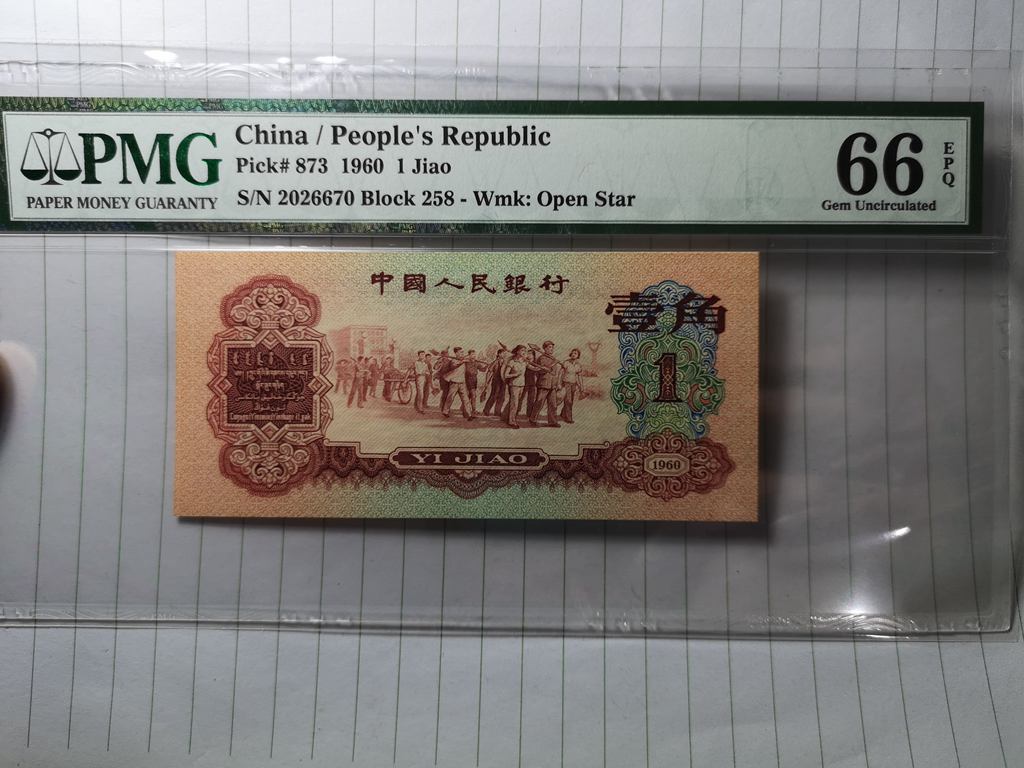 PMG
PAPER MONEY GUARANTY
China / People's Republic
Pick# 873 1960 1 Jiao
S/N 2026670 Block 258 - Wmk: Open Star
66
EPQ
Gem Uncirculated
中國人民銀行
壹角
1
YI JIAO
1960